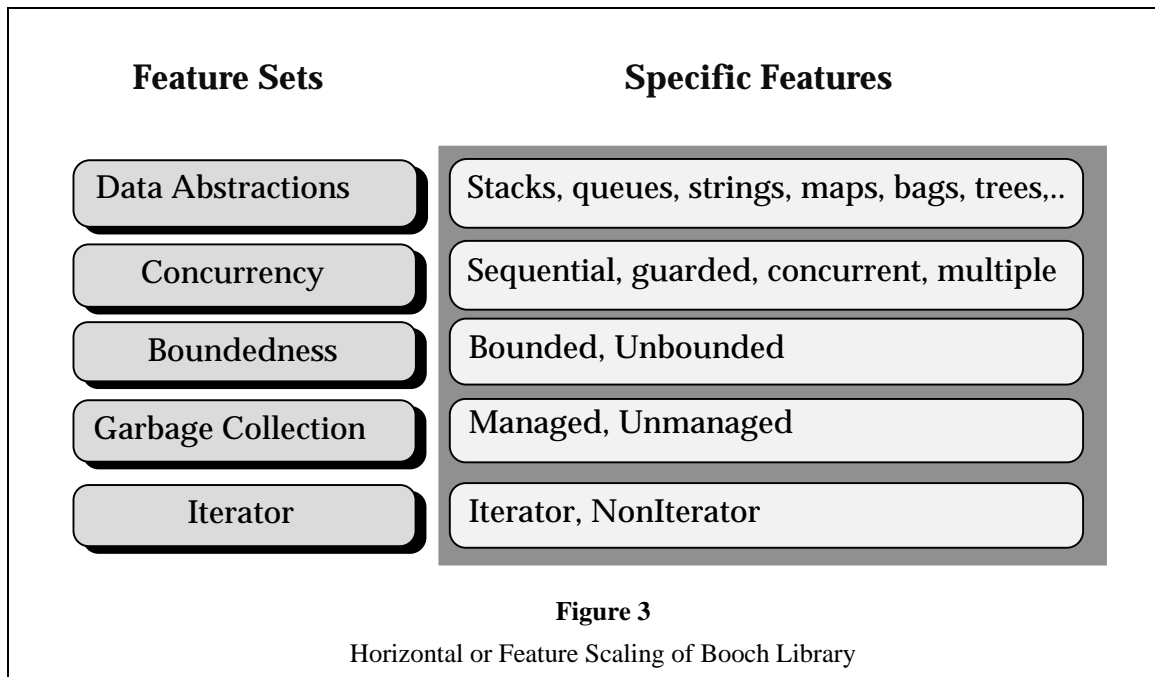 Feature Sets Specific Features
Data Abstractions Stacks, queues, strings, maps, bags, trees,..
Concurrency Sequential, guarded, concurrent, multiple
Boundedness Bounded, Unbounded
Garbage Collection Managed, Unmanaged
Iterator Iterator, NonIterator
Figure 3
Horizontal or Feature Scaling of Booch Library